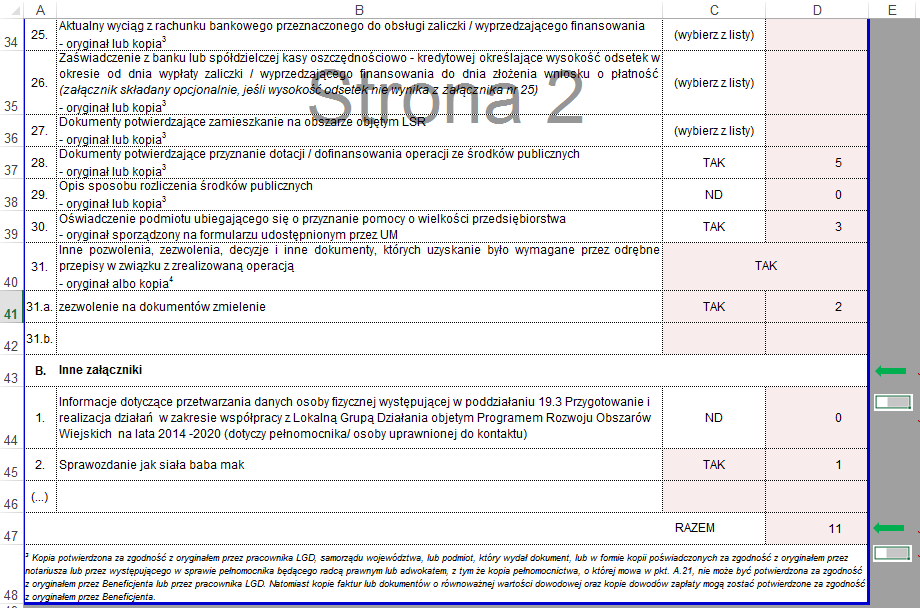 A B C D E
34 25. Aktualny wyciąg z rachunku bankowego przeznaczonego do obsługi zaliczki / wyprzedzającego finansowania
- oryginał lub kopia³ (wybierz z listy)
35 26. Zaświadczenie z banku lub spółdzielczej kasy oszczędnościowo - kredytowej określające wysokość odsetek w
okresie od dnia wypłaty zaliczki / wyprzedzającego finansowania do dnia złożenia wniosku o płatność
(załącznik składany opcjonalnie, jeśli wysokość odsetek nie wynika z załącznika nr 25)
- oryginał lub kopia³ (wybierz z listy)
Strona 2
36 27. Dokumenty potwierdzające zamieszkanie na obszarze objętym LSR
- oryginał lub kopia³ (wybierz z listy)
37 28. Dokumenty potwierdzające przyznanie dotacji / dofinansowania operacji ze środków publicznych
- oryginał lub kopia³ TAK 5
38 29. Opis sposobu rozliczenia środków publicznych
- oryginał lub kopia³ ND 0
39 30. Oświadczenie podmiotu ubiegającego się o przyznanie pomocy o wielkości przedsiębiorstwa
- oryginał sporządzony na formularzu udostępnionym przez UM TAK 3
40 31. Inne pozwolenia, zezwolenia, decyzje i inne dokumenty, których uzyskanie było wymagane przez odrębne
przepisy w związku z zrealizowaną operacją
- oryginał albo kopia⁴ TAK
41 31.a. zezwolenie na dokumentów zmielenie TAK 2
42 31.b.
43 B. Inne załączniki
44 1. Informacje dotyczące przetwarzania danych osoby fizycznej występującej w poddziałaniu 19.3 Przygotowanie i
realizacja działań w zakresie współpracy z Lokalną Grupą Działania objętym Programem Rozwoju Obszarów
Wiejskich na lata 2014 -2020 (dotyczy pełnomocnika/ osoby uprawnionej do kontaktu) ND 0
45 2. Sprawozdanie jak siała baba mak TAK 1
46 (...)
47 RAZEM 11
48 ³ Kopia potwierdzona za zgodność z oryginałem przez pracownika LGD, samorządu województwa, lub podmiot, który wydał dokument, lub w formie kopii poświadczonych za zgodność z oryginałem przez
notariusza lub przez występującego w sprawie pełnomocnika będącego radcą prawnym lub adwokatem, z tym że kopia pełnomocnictwa, o której mowa w pkt. A.21, nie może być potwierdzona za zgodność
z oryginałem przez Beneficjenta lub przez pracownika LGD. Natomiast kopie faktur lub dokumentów o równoważnej wartości dowodowej oraz kopie dowodów zapłaty mogą zostać potwierdzone za zgodność
z oryginałem przez Beneficjenta.